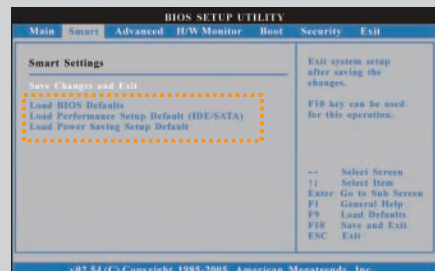 BIOS SETUP UTILITY
Main Smart Advanced H/W Monitor Boot Security Exit
Smart Settings
Save Changes and Exit
Load BIOS Defaults
Load Performance Setup Default (IDE/SATA)
Load Power Saving Setup Default
Exit system setup
after saving the
changes.
F10 key can be used
for this operation.
Select Screen
↑↓ Select Item
Enter Go to Sub Screen
F1 General Help
F9 Load Defaults
F10 Save and Exit
ESC Exit
v02.54 (C) Copyright 1985-2005, American Megatrends, Inc.